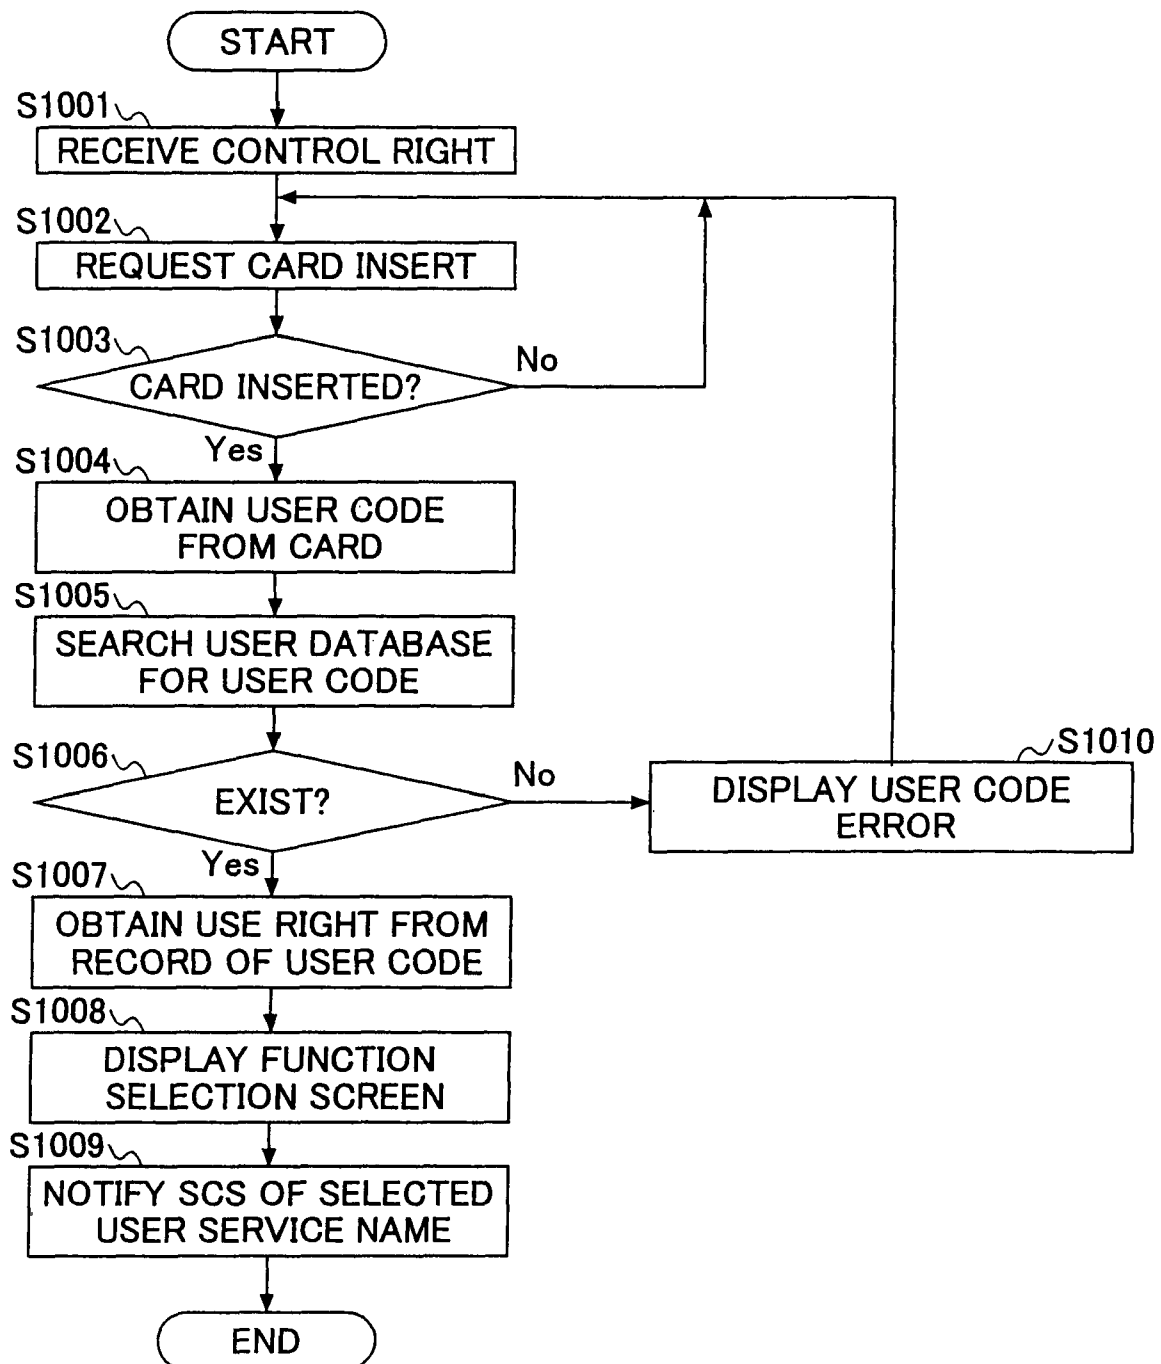 START
S1001
RECEIVE CONTROL RIGHT
S1002
REQUEST CARD INSERT
S1003
CARD INSERTED?
No
Yes
S1004
OBTAIN USER CODE
FROM CARD
S1005
SEARCH USER DATABASE
FOR USER CODE
S1006
EXIST?
No
S1010
DISPLAY USER CODE
ERROR
Yes
S1007
OBTAIN USE RIGHT FROM
RECORD OF USER CODE
S1008
DISPLAY FUNCTION
SELECTION SCREEN
S1009
NOTIFY SCS OF SELECTED
USER SERVICE NAME
END